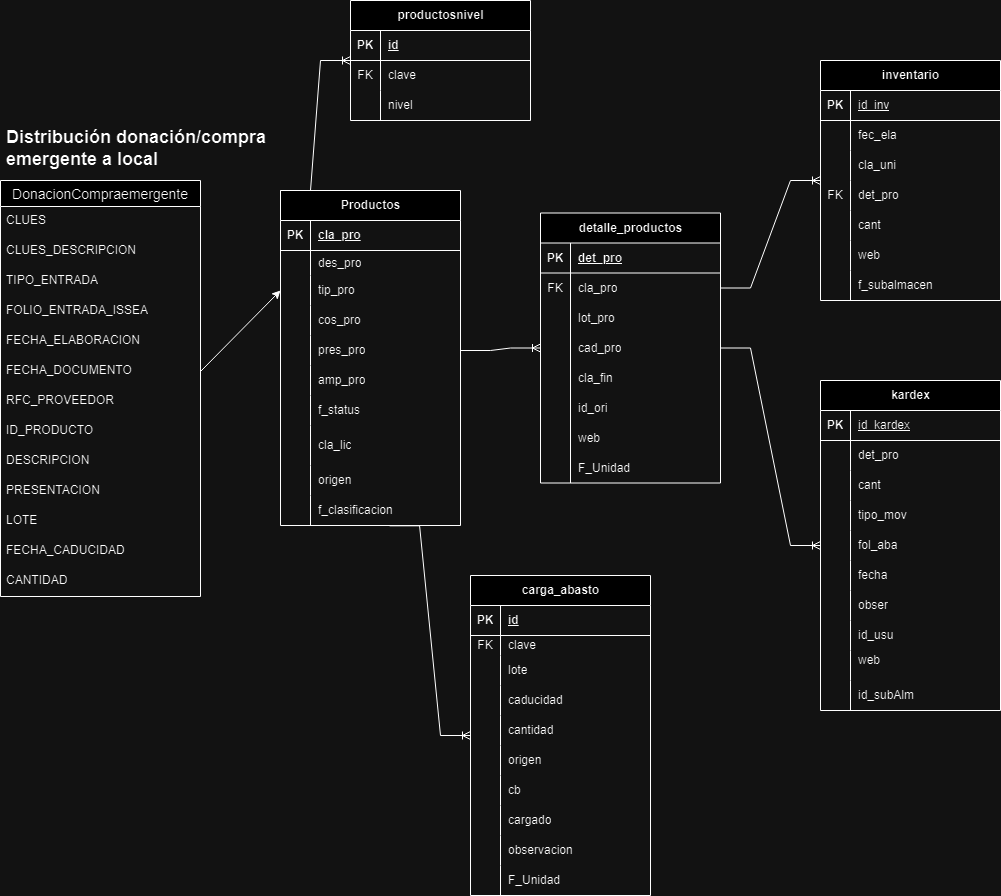 productosnivel
PK id
FK clave
nivel
Distribución donación/compra
emergente a local
DonacionCompraemergente
CLUES
CLUES_DESCRIPCION
TIPO_ENTRADA
FOLIO_ENTRADA_ISSEA
FECHA_ELABORACION
FECHA_DOCUMENTO
RFC_PROVEEDOR
ID_PRODUCTO
DESCRIPCION
PRESENTACION
LOTE
FECHA_CADUCIDAD
CANTIDAD
Productos
PK cla_pro
des_pro
tip_pro
cos_pro
pres_pro
amp_pro
f_status
cla_lic
origen
f_clasificacion
detalle_productos
PK det_pro
FK cla_pro
lot_pro
cad_pro
cla_fin
id_ori
web
F_Unidad
inventario
PK id_inv
fec_ela
cla_uni
FK det_pro
cant
web
f_subalmacen
kardex
PK id_kardex
det_pro
cant
tipo_mov
fol_aba
fecha
obser
id_usu
web
id_subAlm
carga_abasto
PK id
FK clave
lote
caducidad
cantidad
origen
cb
cargado
observacion
F_Unidad